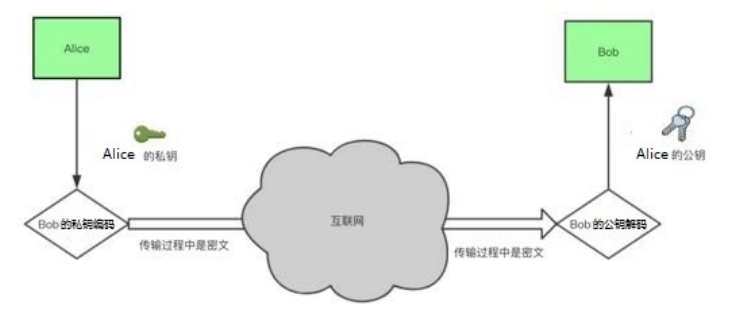 Alice
Bob
Alice 的私钥
Alice 的公钥
Bob 的私钥编码
互联网
Bob 的公钥解码
传输过程中是密文
传输过程中是密文